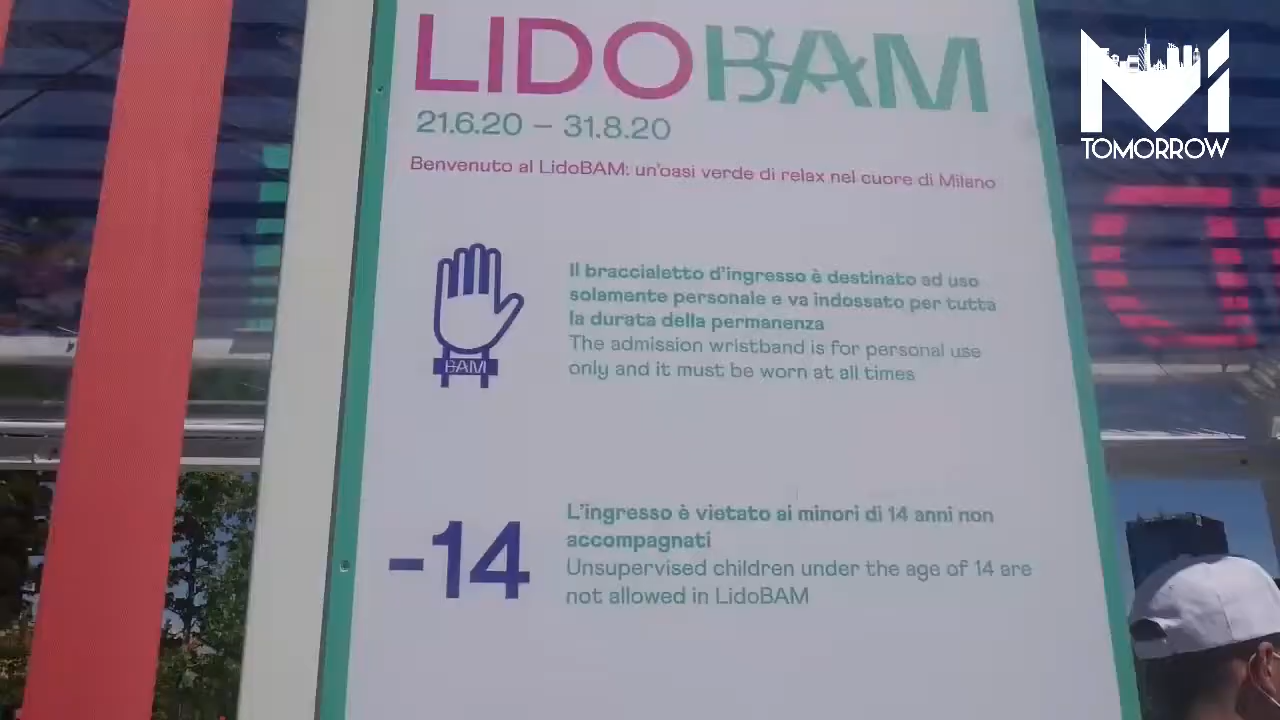 LIDOBAM
21.6.20 – 31.8.20
Benvenuto al LidoBAM: un'oasi verde di relax nel cuore di Milano
Il braccialetto d'ingresso è destinato ad uso
solamente personale e va indossato per tutta
la durata della permanenza
The admission wristband is for personal use
only and it must be worn at all times
BAM
-14
L'ingresso è vietato ai minori di 14 anni non
accompagnati
Unsupervised children under the age of 14 are
not allowed in LidoBAM
Mi
TOMORROW